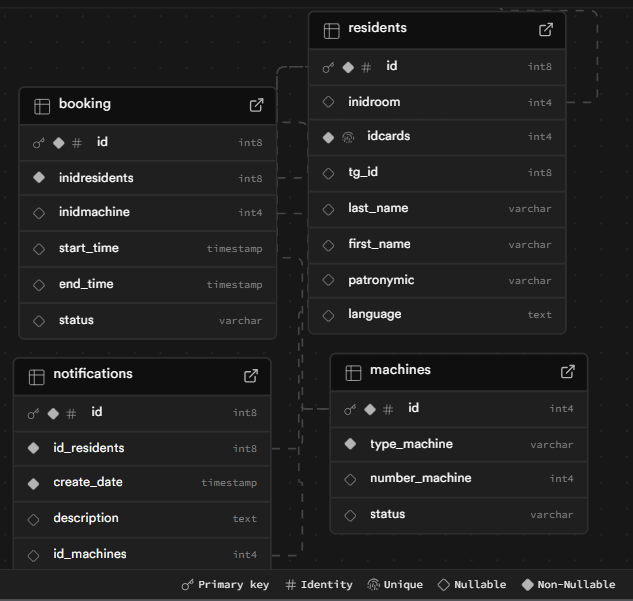 residents
id int8
inidroom int4
idcards int4
tg_id int8
last_name varchar
first_name varchar
patronymic varchar
language text
booking
id int8
inidresidents int8
inidmachine int4
start_time timestamp
end_time timestamp
status varchar
notifications
id int8
id_residents int8
create_date timestamp
description text
id_machines int4
machines
id int4
type_machine varchar
number_machine int4
status varchar
Primary key Identity Unique Nullable Non-Nullable